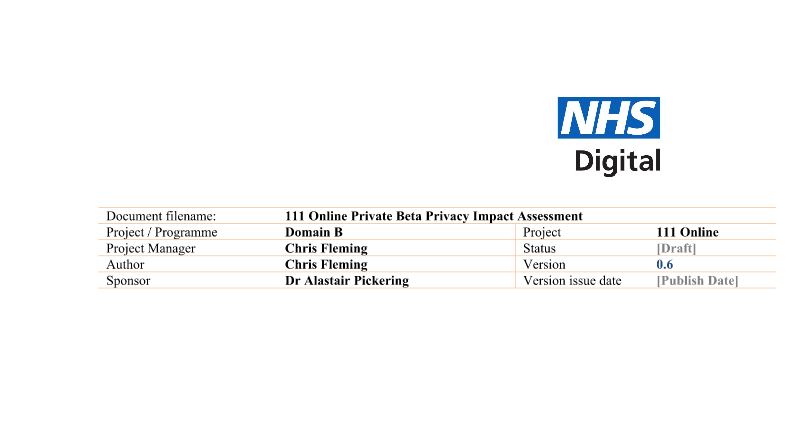 NHS
Digital
Document filename: 111 Online Private Beta Privacy Impact Assessment
Project / Programme Domain B Project 111 Online
Project Manager Chris Fleming Status [Draft]
Author Chris Fleming Version 0.6
Sponsor Dr Alastair Pickering Version issue date [Publish Date]